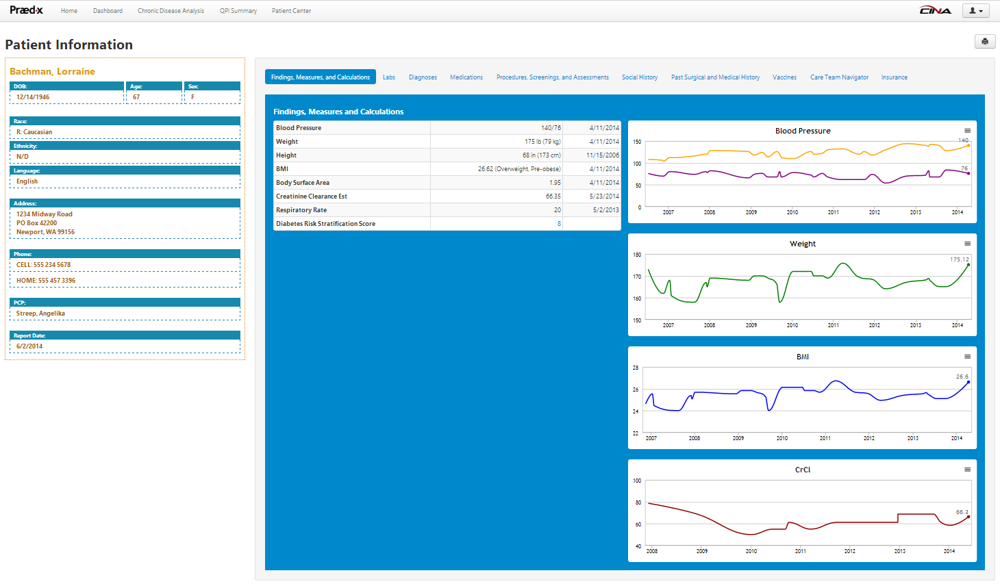 Prædx Home Dashboard Chronic Disease Analysis QPI Summary Patient Center CINA
Patient Information
Bachman, Lorraine
DOB: Age: Sex:
12/14/1946 67 F
Race:
R: Caucasian
Ethnicity:
N/D
Language:
English
Address:
1234 Midway Road
PO Box 42200
Newport, WA 99156
Phone:
CELL: 555 234 5678
HOME: 555 457 3396
PCP:
Streep, Angelika
Report Date:
6/2/2014
Findings, Measures, and Calculations Labs Diagnoses Medications Procedures, Screenings, and Assessments Social History Past Surgical and Medical History Vaccines Care Team Navigator Insurance
Findings, Measures and Calculations
Blood Pressure 140/76 4/11/2014
Weight 175 lb (79 kg) 4/11/2014
Height 68 in (173 cm) 11/15/2006
BMI 26.62 (Overweight, Pre-obese) 4/11/2014
Body Surface Area 1.95 4/11/2014
Creatinine Clearance Est 66.35 5/23/2014
Respiratory Rate 20 5/2/2013
Diabetes Risk Stratification Score 8
Blood Pressure
150
140
100
76
50
0
2007 2008 2009 2010 2011 2012 2013 2014
Weight
180
175.12
170
160
150
2007 2008 2009 2010 2011 2012 2013 2014
BMI
28
26.6
26
24
22
2007 2008 2009 2010 2011 2012 2013 2014
CrCl
100
80
66.3
60
40
2008 2009 2010 2011 2012 2013 2014